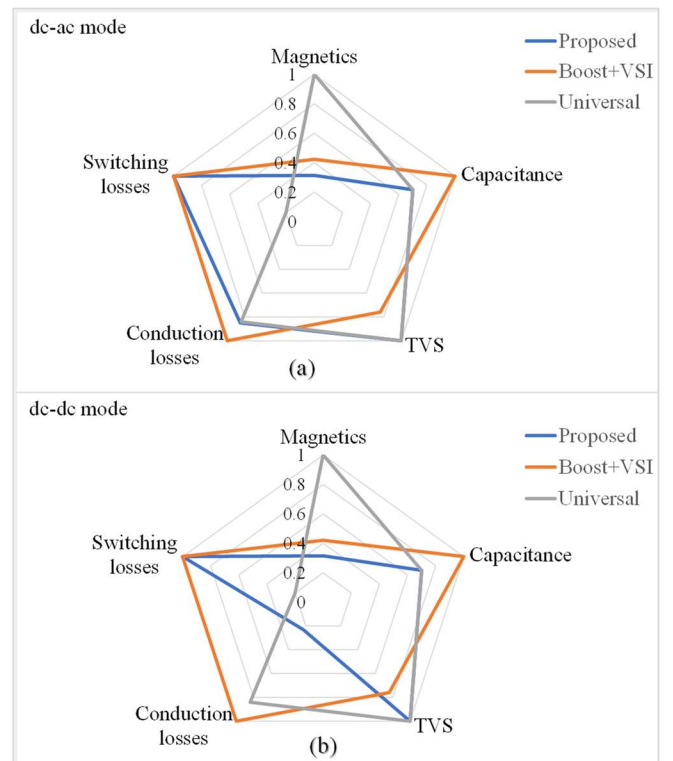 dc-ac mode
Proposed
Boost+VSI
Universal
Magnetics
1
0.8
0.6
0.4
0.2
0
Switching
losses
Capacitance
Conduction
losses
TVS
(a)
dc-dc mode
Proposed
Boost+VSI
Universal
Magnetics
1
0.8
0.6
0.4
0.2
0
Switching
losses
Capacitance
Conduction
losses
TVS
(b)